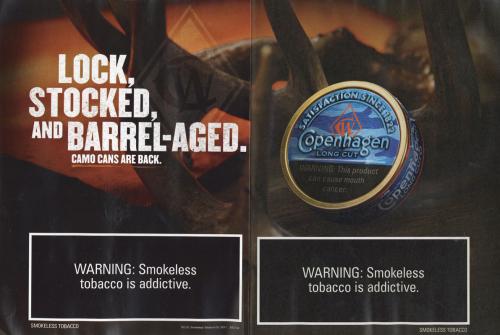 LOCK,
STOCKED,
AND BARREL-AGED.
CAMO CANS ARE BACK.
WARNING: Smokeless
tobacco is addictive.
SMOKELESS TOBACCO
SATISFACTION SINCE 1822
Copenhagen
LONG CUT
WARNING: This product
can cause mouth
cancer.
Copenhagen
WARNING: Smokeless
tobacco is addictive.
SMOKELESS TOBACCO